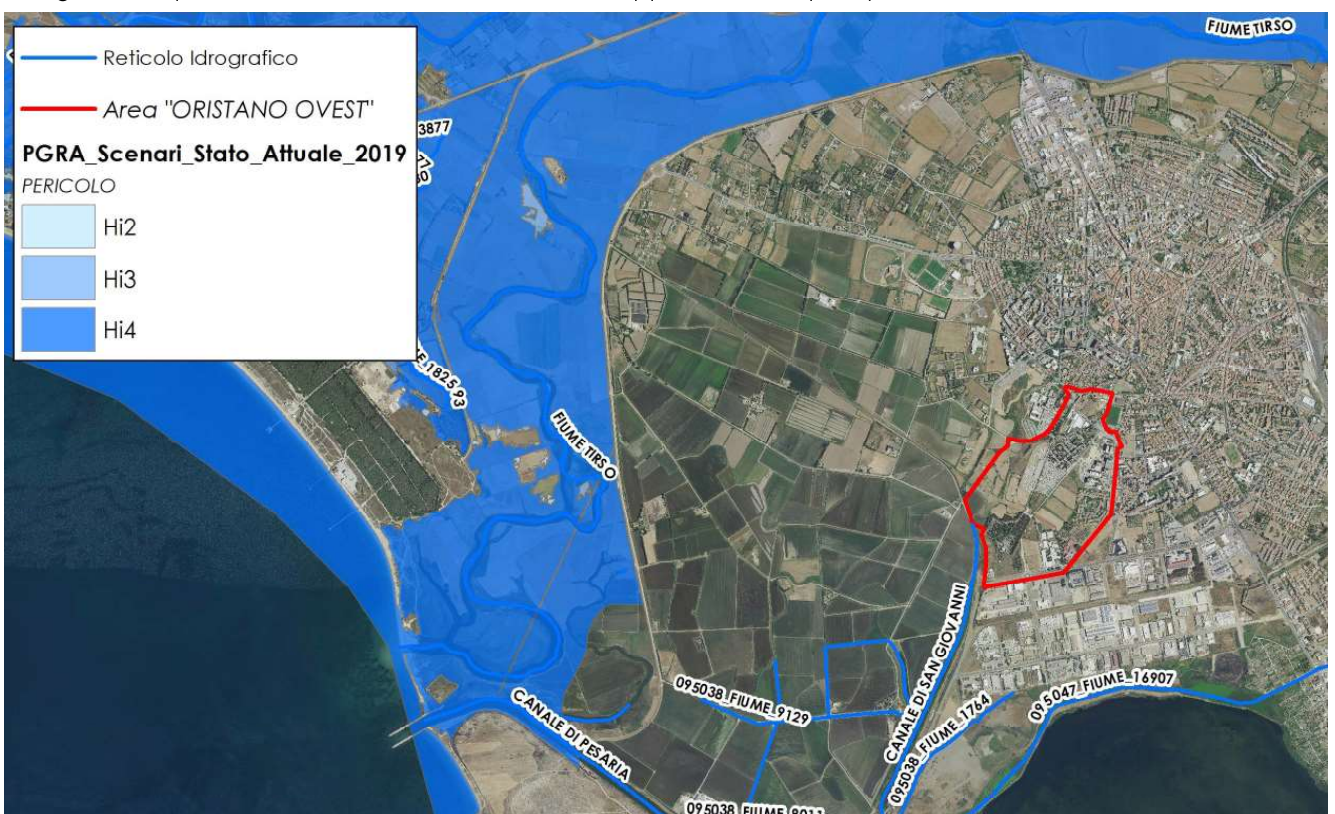 Reticolo Idrografico
Area "ORISTANO OVEST"
PGRA_Scenari_Stato_Attuale_2019
PERICOLO
Hi2
Hi3
Hi4
FIUME TIRSO
3877
FIUME TIRSO
CANALE DI SAN GIOVANNI
095038_FIUME_9129
095038_FIUME_1764
095047_FIUME_16907
CANALE DI PESARIA